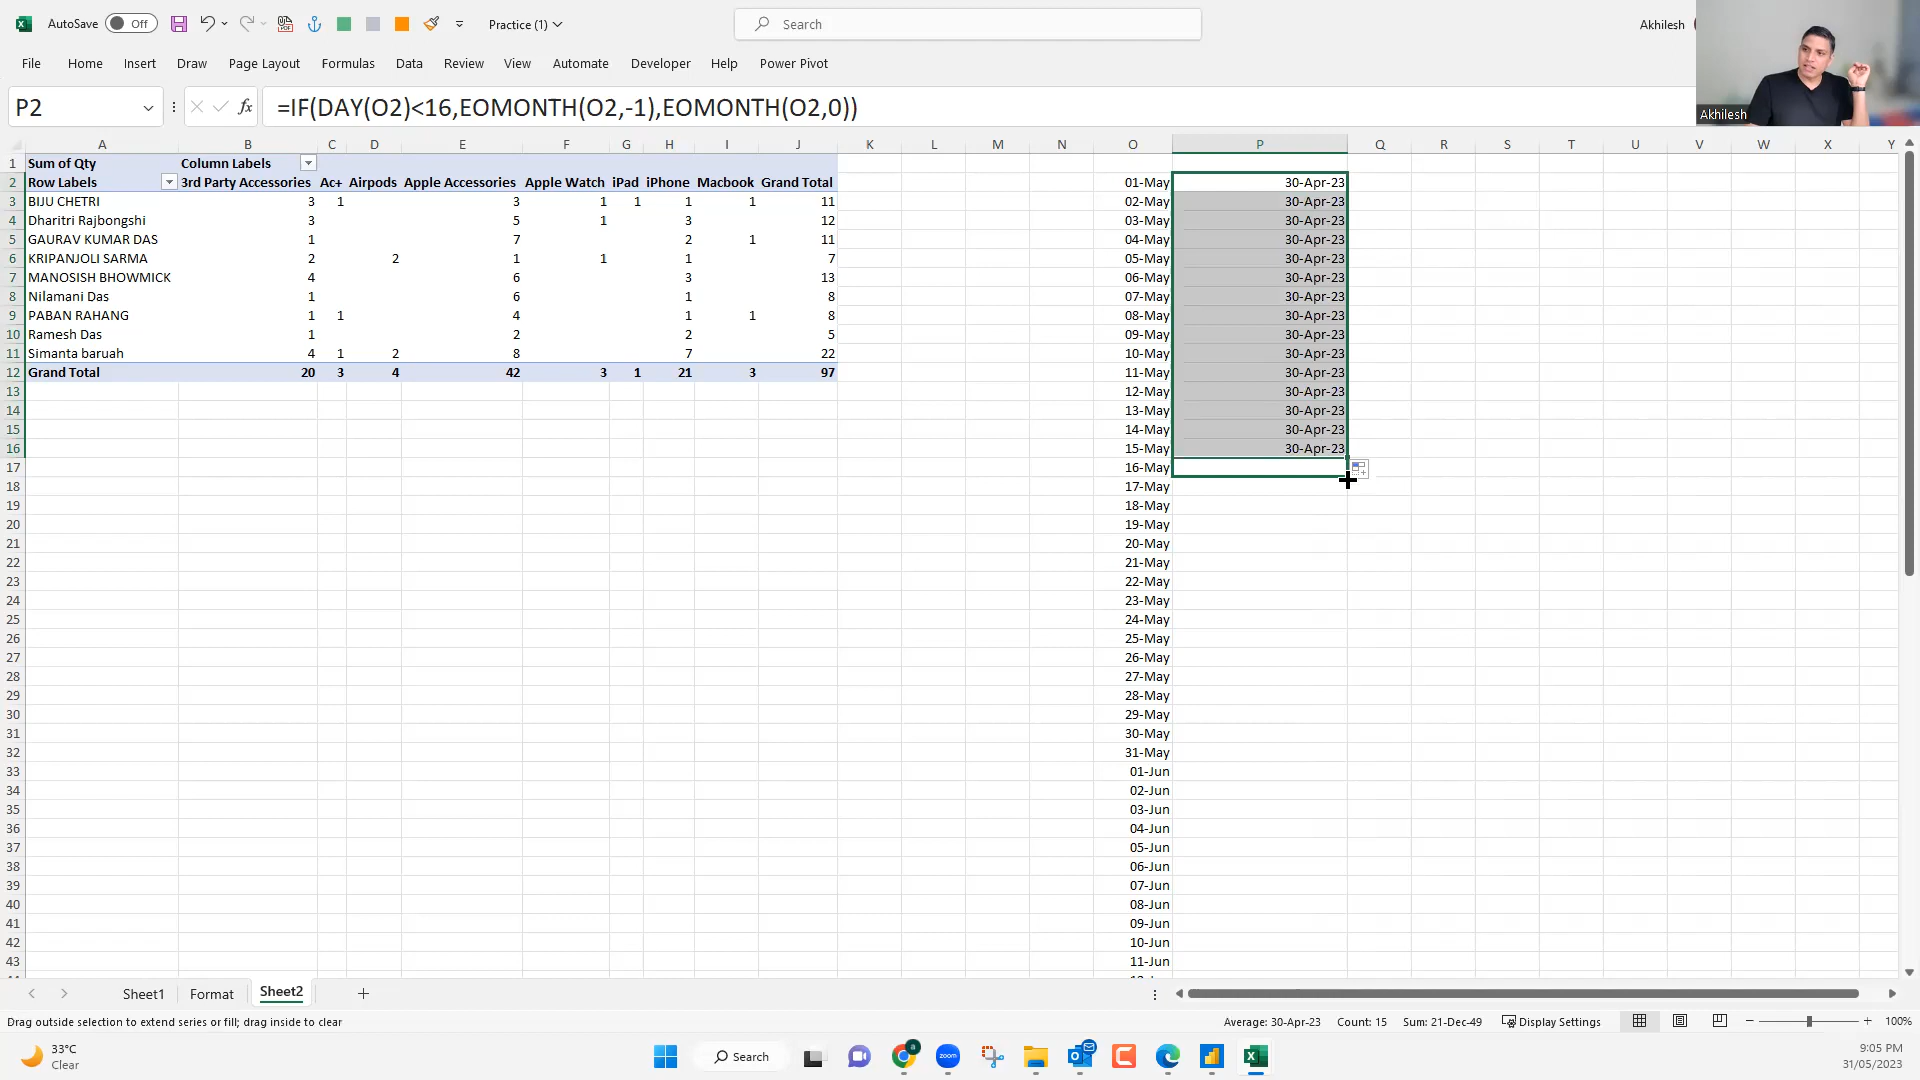 AutoSave Off Practice (1) Search Akhilesh
File Home Insert Draw Page Layout Formulas Data Review View Automate Developer Help Power Pivot
P2 fx =IF(DAY(O2)<16,EOMONTH(O2,-1),EOMONTH(O2,0))
Akhilesh
A B C D E F G H I J K L M N O P Q R S T U V W X Y
1 Sum of Qty Column Labels
2 Row Labels 3rd Party Accessories Ac+ Airpods Apple Accessories Apple Watch iPad iPhone Macbook Grand Total 01-May 30-Apr-23
3 BIJU CHETRI 3 1 3 1 1 1 1 11 02-May 30-Apr-23
4 Dharitri Rajbongshi 3 5 1 3 12 03-May 30-Apr-23
5 GAURAV KUMAR DAS 1 7 2 1 11 04-May 30-Apr-23
6 KRIPANJOLI SARMA 2 2 1 1 1 7 05-May 30-Apr-23
7 MANOSISH BHOWMICK 4 6 3 13 06-May 30-Apr-23
8 Nilamani Das 1 6 1 8 07-May 30-Apr-23
9 PABAN RAHANG 1 1 4 1 1 8 08-May 30-Apr-23
10 Ramesh Das 1 2 2 5 09-May 30-Apr-23
11 Simanta baruah 4 1 2 8 7 22 10-May 30-Apr-23
12 Grand Total 20 3 4 42 3 1 21 3 97 11-May 30-Apr-23
13 12-May 30-Apr-23
14 13-May 30-Apr-23
15 14-May 30-Apr-23
16 15-May 30-Apr-23
17 16-May
18 17-May
19 18-May
20 19-May
21 20-May
22 21-May
23 22-May
24 23-May
25 24-May
26 25-May
27 26-May
28 27-May
29 28-May
30 29-May
31 30-May
32 31-May
33 01-Jun
34 02-Jun
35 03-Jun
36 04-Jun
37 05-Jun
38 06-Jun
39 07-Jun
40 08-Jun
41 09-Jun
42 10-Jun
43 11-Jun
Sheet1 Format Sheet2
Drag outside selection to extend series or fill; drag inside to clear Average: 30-Apr-23 Count: 15 Sum: 21-Dec-49 Display Settings 100%
33°C Search zoom 9:05 PM
Clear 31/05/2023